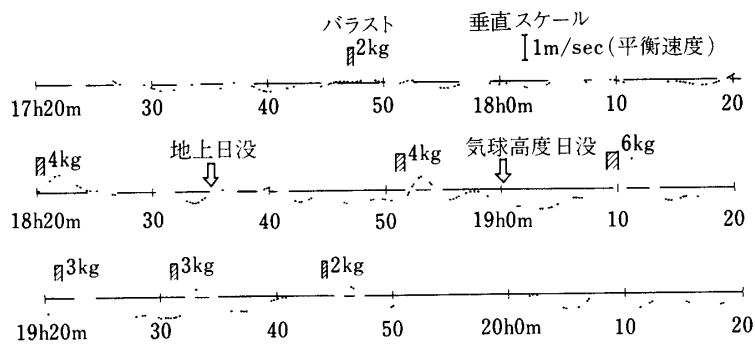 バラスト 垂直スケール
2kg 1m/sec(平衡速度)
17h20m 30 40 50 18h0m 10 20
地上日没 気球高度日没
4kg 4kg 6kg
18h20m 30 40 50 19h0m 10 20
3kg 3kg 2kg
19h20m 30 40 50 20h0m 10 20